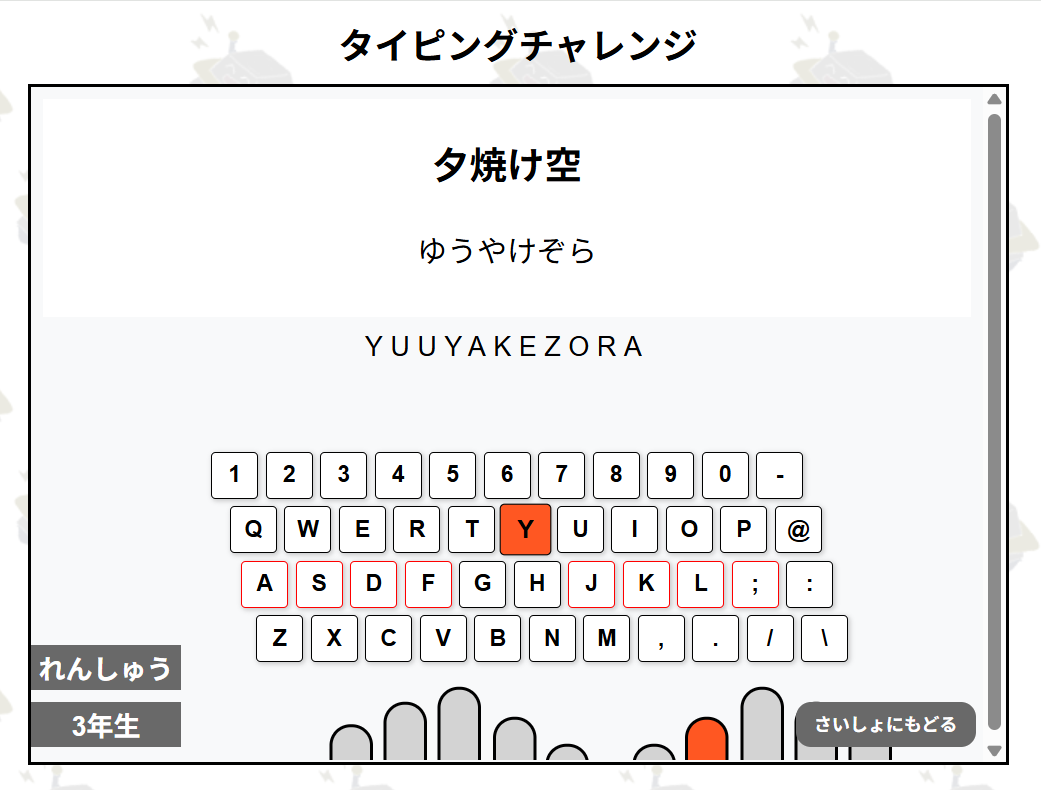 タイピングチャレンジ
夕焼け空
ゆうやけぞら
YUUYAKEZORA
1 2 3 4 5 6 7 8 9 0 -
Q W E R T Y U I O P @
A S D F G H J K L ; :
Z X C V B N M , . / \
れんしゅう
3年生
さいしょにもどる